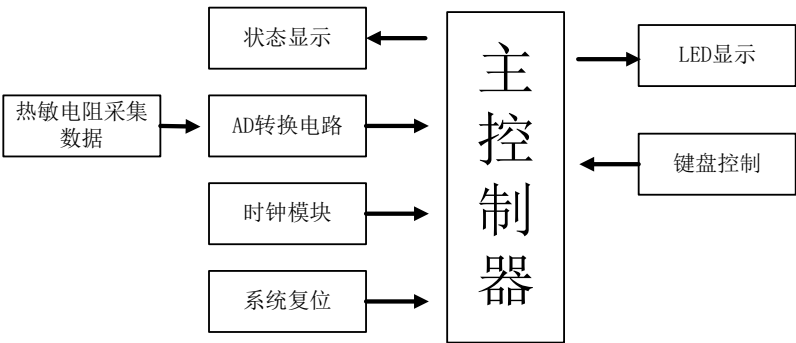 状态显示
热敏电阻采集
数据
AD转换电路
时钟模块
系统复位
主
控
制
器
LED显示
键盘控制